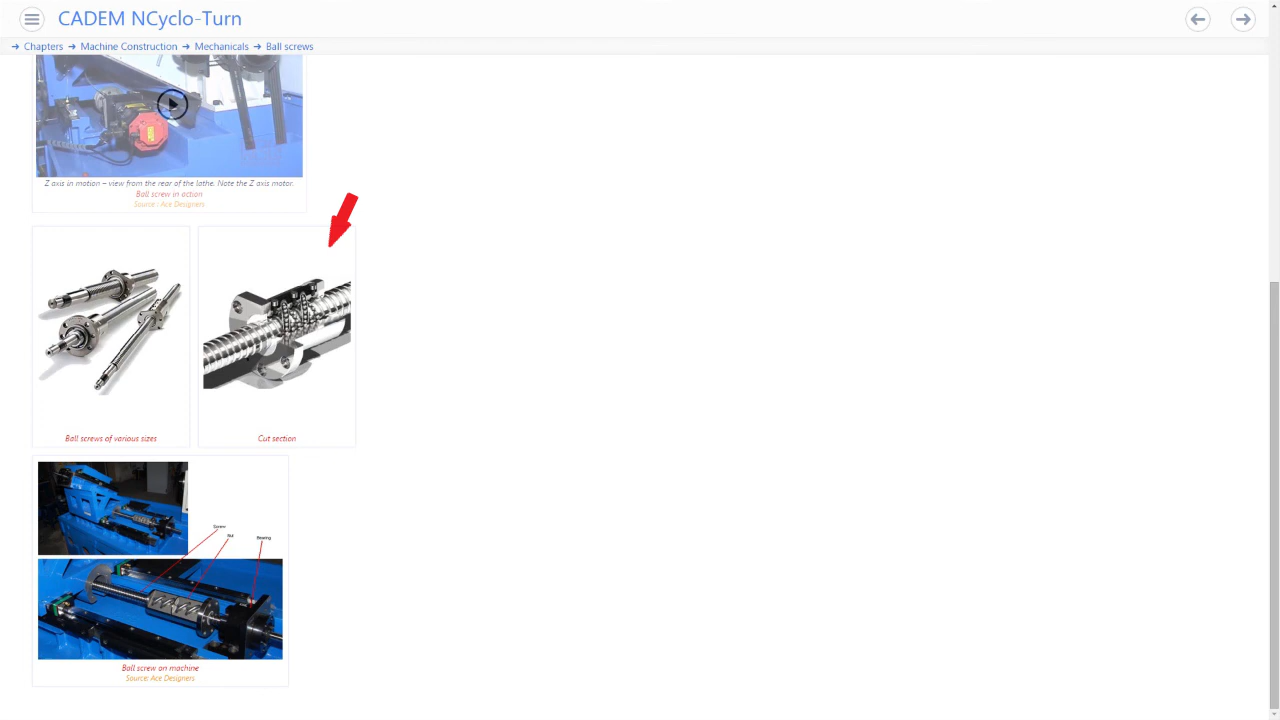 CADEM NCyclo-Turn
→ Chapters → Machine Construction → Mechanicals → Ball screws
Z axis in motion – view from the rear of the lathe. Note the Z axis motor.
Ball screw in action
Source : Ace Designers
Ball screws of various sizes
Cut section
Screw
Nut
Bearing
Ball screw on machine
Source: Ace Designers